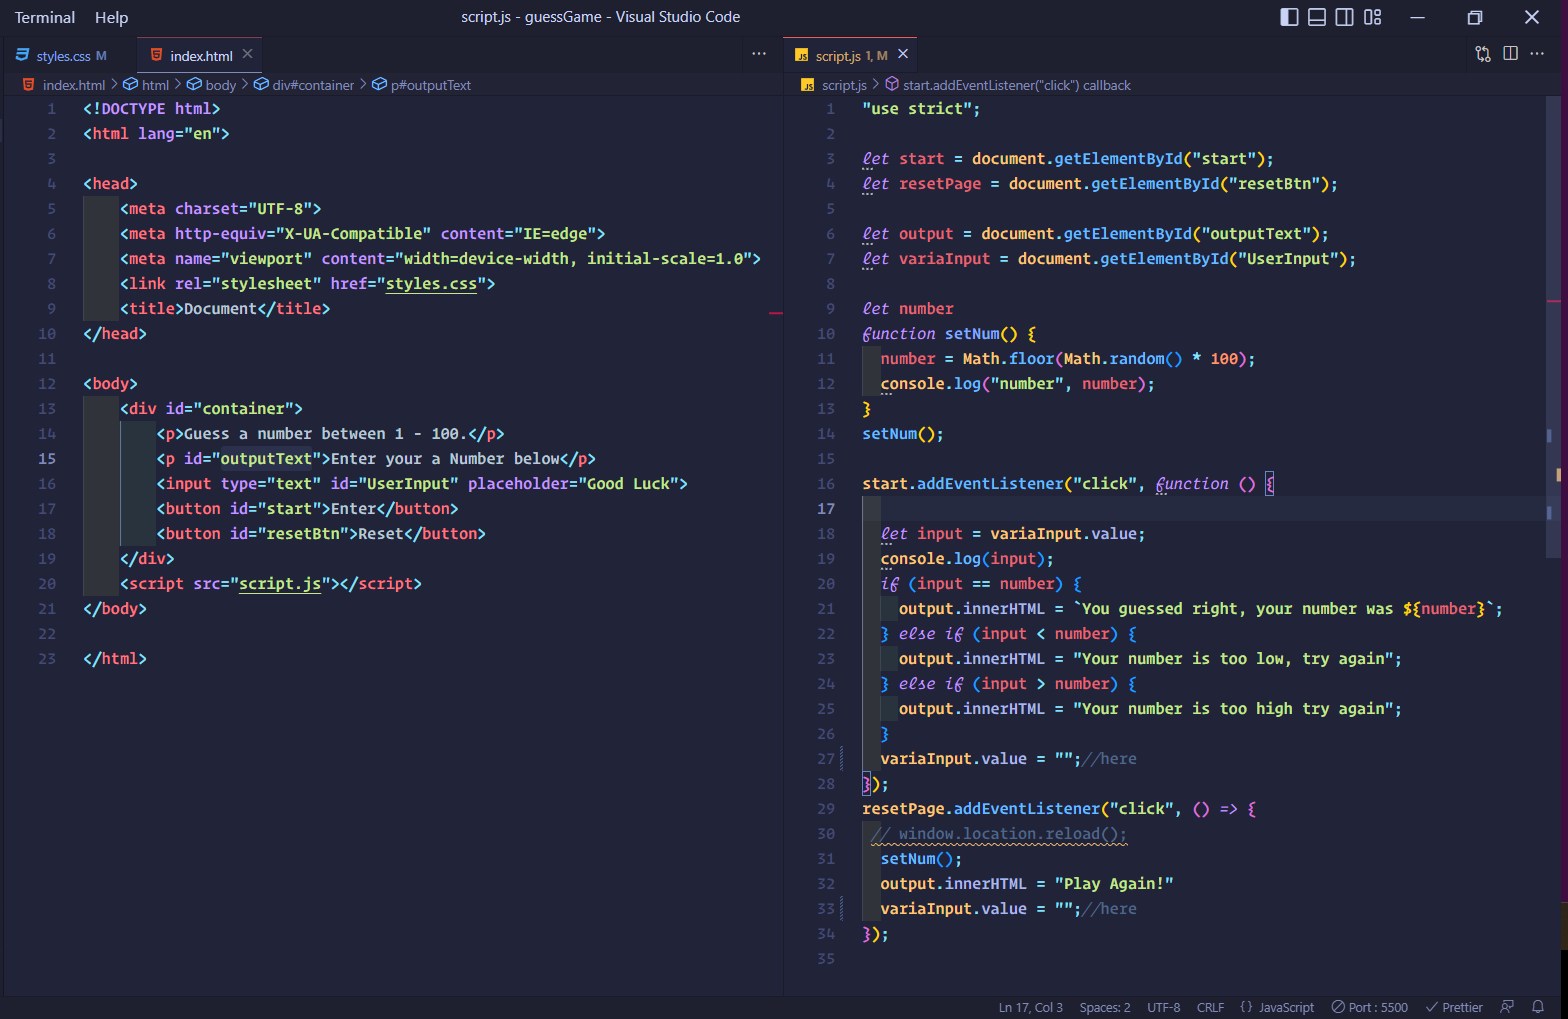 Terminal Help script.js - guessGame - Visual Studio Code
styles.css M index.html
index.html > html > body > div#container > p#outputText
1 <!DOCTYPE html>
2 <html lang="en">
3
4 <head>
5 <meta charset="UTF-8">
6 <meta http-equiv="X-UA-Compatible" content="IE=edge">
7 <meta name="viewport" content="width=device-width, initial-scale=1.0">
8 <link rel="stylesheet" href="styles.css">
9 <title>Document</title>
10 </head>
11
12 <body>
13 <div id="container">
14 <p>Guess a number between 1 - 100.</p>
15 <p id="outputText">Enter your a Number below</p>
16 <input type="text" id="UserInput" placeholder="Good Luck">
17 <button id="start">Enter</button>
18 <button id="resetBtn">Reset</button>
19 </div>
20 <script src="script.js"></script>
21 </body>
22
23 </html>
JS script.js 1, M
JS script.js > start.addEventListener("click") callback
1 "use strict";
2
3 let start = document.getElementById("start");
4 let resetPage = document.getElementById("resetBtn");
5
6 let output = document.getElementById("outputText");
7 let variaInput = document.getElementById("UserInput");
8
9 let number
10 function setNum() {
11 number = Math.floor(Math.random() * 100);
12 console.log("number", number);
13 }
14 setNum();
15
16 start.addEventListener("click", function () {
17
18 let input = variaInput.value;
19 console.log(input);
20 if (input == number) {
21 output.innerHTML = `You guessed right, your number was ${number}`;
22 } else if (input < number) {
23 output.innerHTML = "Your number is too low, try again";
24 } else if (input > number) {
25 output.innerHTML = "Your number is too high try again";
26 }
27 variaInput.value = "";//here
28 });
29 resetPage.addEventListener("click", () => {
30 // window.location.reload();
31 setNum();
32 output.innerHTML = "Play Again!"
33 variaInput.value = "";//here
34 });
35
Ln 17, Col 3 Spaces: 2 UTF-8 CRLF {} JavaScript Port : 5500 Prettier